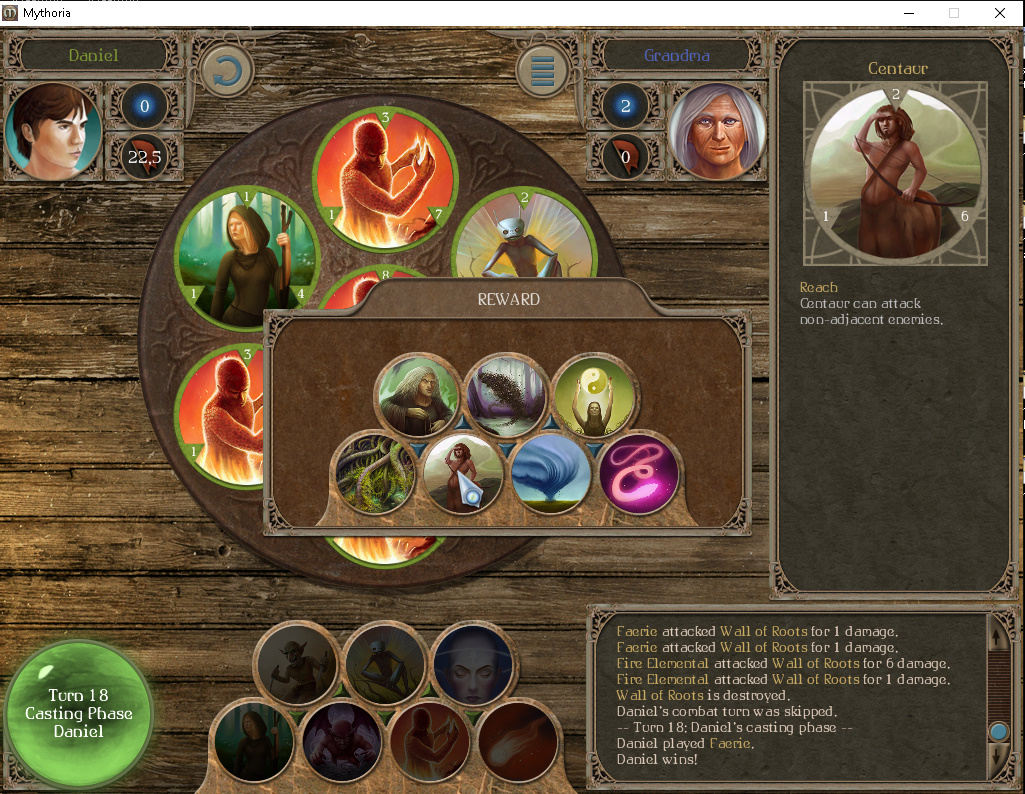 Mythoria
Daniel
Grandma
0
22,5
2
0
Centaur
2
1
6
Reach
Centaur can attack
non-adjacent enemies.
3
1
7
1
1
4
2
8
3
1
REWARD
Turn 18
Casting Phase
Daniel
Faerie attacked Wall of Roots for 1 damage.
Faerie attacked Wall of Roots for 1 damage.
Fire Elemental attacked Wall of Roots for 6 damage.
Fire Elemental attacked Wall of Roots for 1 damage.
Wall of Roots is destroyed.
Daniel's combat turn was skipped.
-- Turn 18: Daniel's casting phase --
Daniel played Faerie.
Daniel wins!